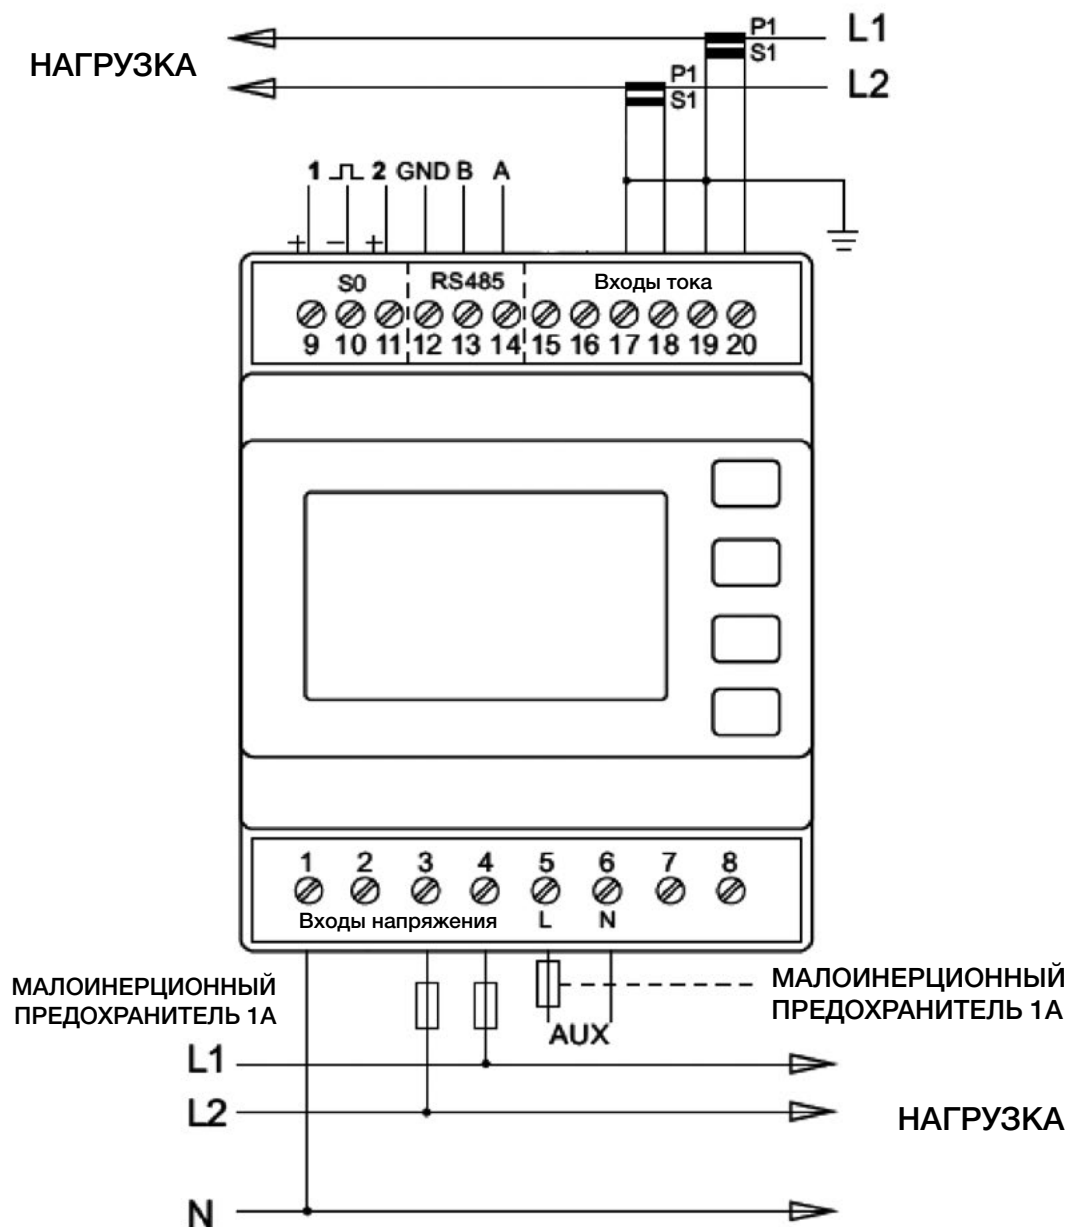 P1 L1
НАГРУЗКА S1
P1 L2
S1
1 2 GND B A
+ – +
S0 RS485 Входы тока
9 10 11 12 13 14 15 16 17 18 19 20
1 2 3 4 5 6 7 8
Входы напряжения L N
МАЛОИНЕРЦИОННЫЙ
ПРЕДОХРАНИТЕЛЬ 1А
МАЛОИНЕРЦИОННЫЙ
ПРЕДОХРАНИТЕЛЬ 1А
AUX
L1
L2
НАГРУЗКА
N